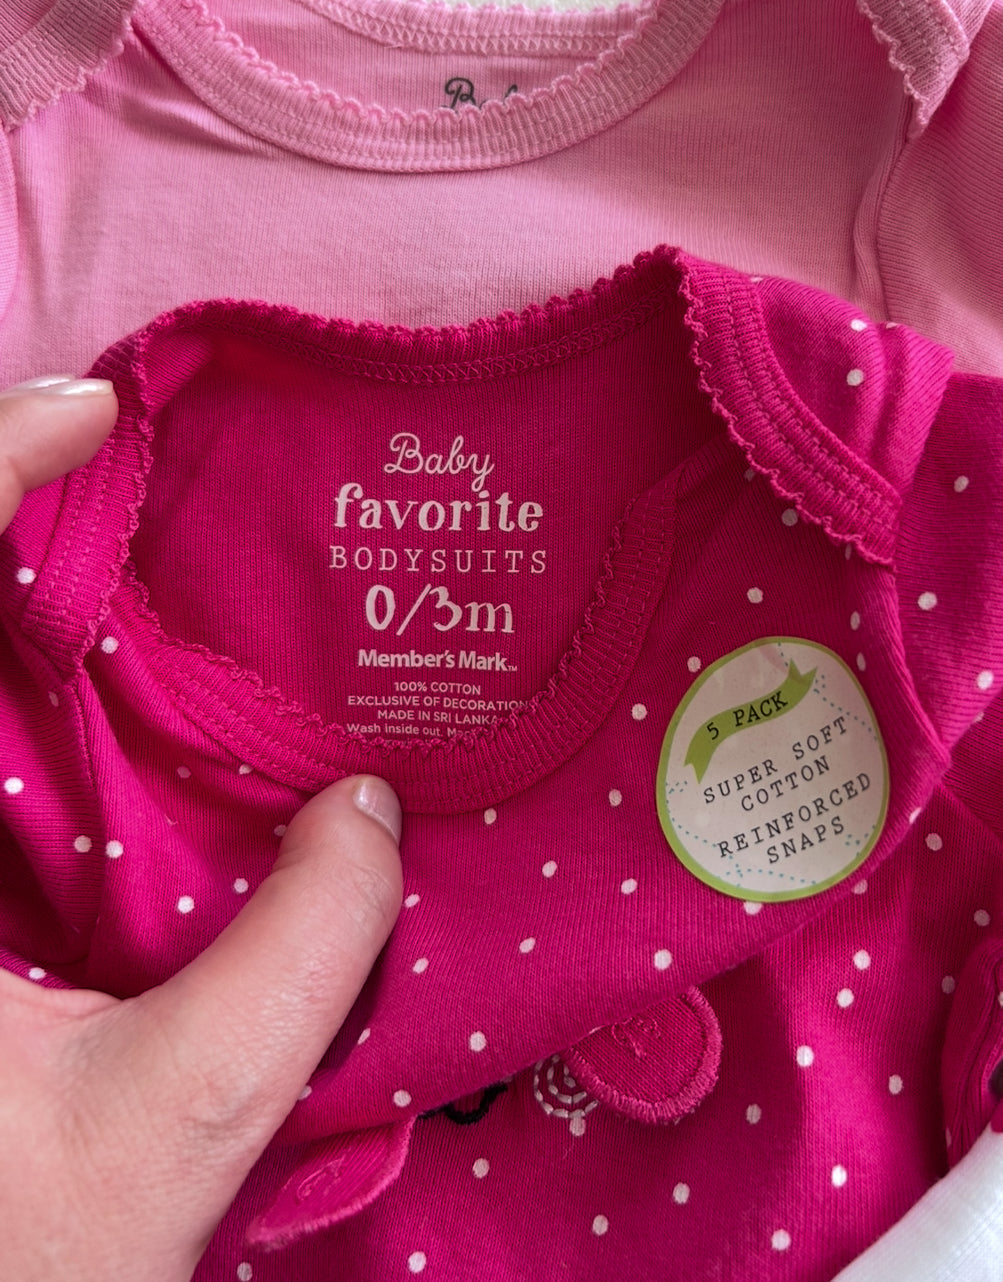 Baby
favorite
BODYSUITS
0/3m
Member's Mark™
100% COTTON
EXCLUSIVE OF DECORATION
MADE IN SRI LANKA
Wash inside out.
5 PACK
SUPER SOFT
COTTON
REINFORCED
SNAPS